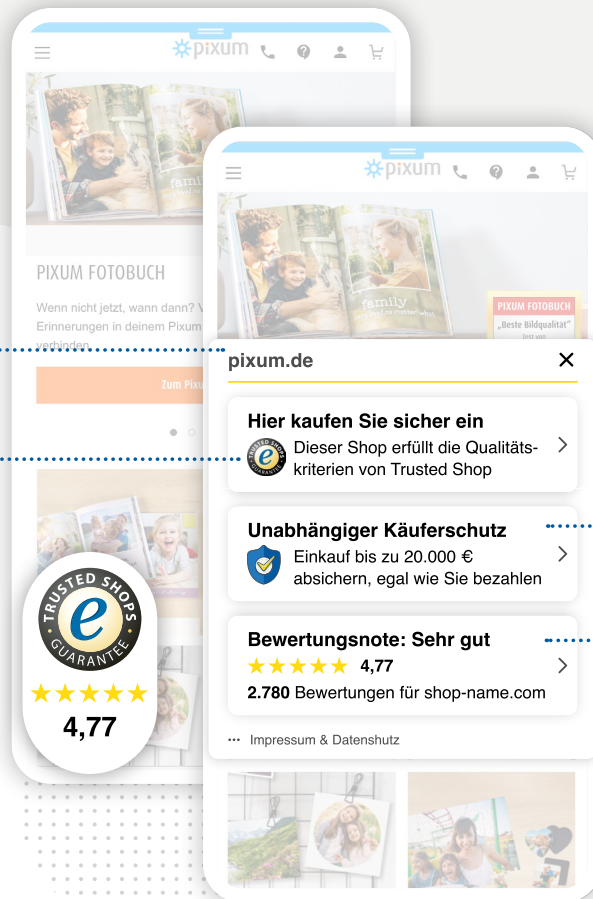 pixum
PIXUM FOTOBUCH
Wenn nicht jetzt, wann dann? V
Erinnerungen in deinem Pixum
verbinden
Zum Pixu
TRUSTED SHOPS
e
GUARANTEE
4,77
pixum
family
PIXUM FOTOBUCH
„Beste Bildqualität“
pixum.de
Hier kaufen Sie sicher ein
Dieser Shop erfüllt die Qualitäts-
kriterien von Trusted Shop
Unabhängiger Käuferschutz
Einkauf bis zu 20.000 €
absichern, egal wie Sie bezahlen
Bewertungsnote: Sehr gut
4,77
2.780 Bewertungen für shop-name.com
Impressum & Datenshutz